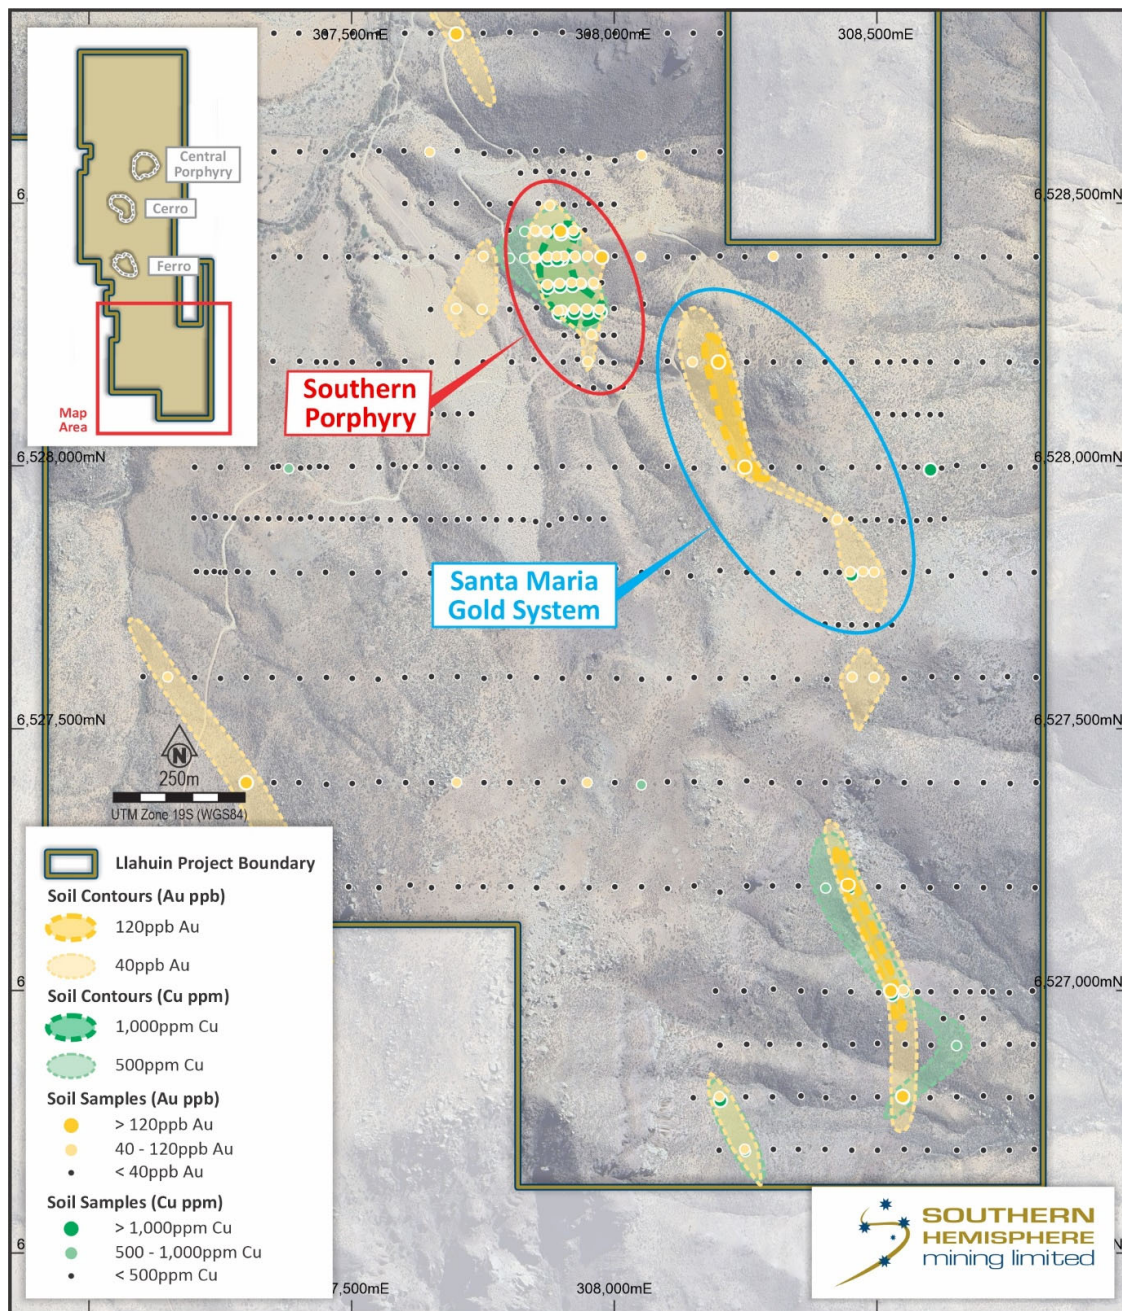 307,500mE
308,000mE
308,500mE
Central
Porphyry
Cerro
Ferro
Map
Area
6,528,500mN
Southern
Porphyry
6,528,000mN
6,528,000mN
Santa Maria
Gold System
6,527,500mN
6,527,500mN
N
250m
UTM Zone 19S (WGS84)
Llahuin Project Boundary
Soil Contours (Au ppb)
120ppb Au
40ppb Au
Soil Contours (Cu ppm)
1,000ppm Cu
500ppm Cu
Soil Samples (Au ppb)
> 120ppb Au
40 - 120ppb Au
< 40ppb Au
Soil Samples (Cu ppm)
> 1,000ppm Cu
500 - 1,000ppm Cu
< 500ppm Cu
6,527,000mN
SOUTHERN
HEMISPHERE
mining limited
308,000mE